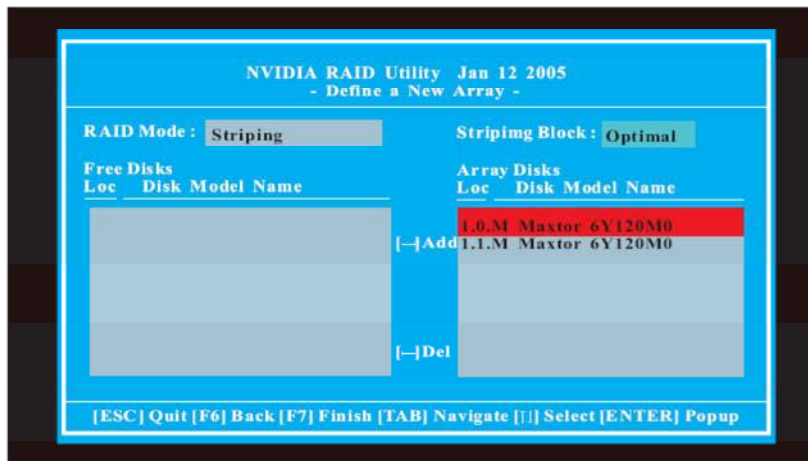 NVIDIA RAID Utility Jan 12 2005
- Define a New Array -
RAID Mode : Striping
Stripimg Block : Optimal
Free Disks
Loc Disk Model Name
Array Disks
Loc Disk Model Name
[—]Add
1.0.M Maxtor 6Y120M0
1.1.M Maxtor 6Y120M0
[—]Del
[ESC] Quit [F6] Back [F7] Finish [TAB] Navigate [] Select [ENTER] Popup